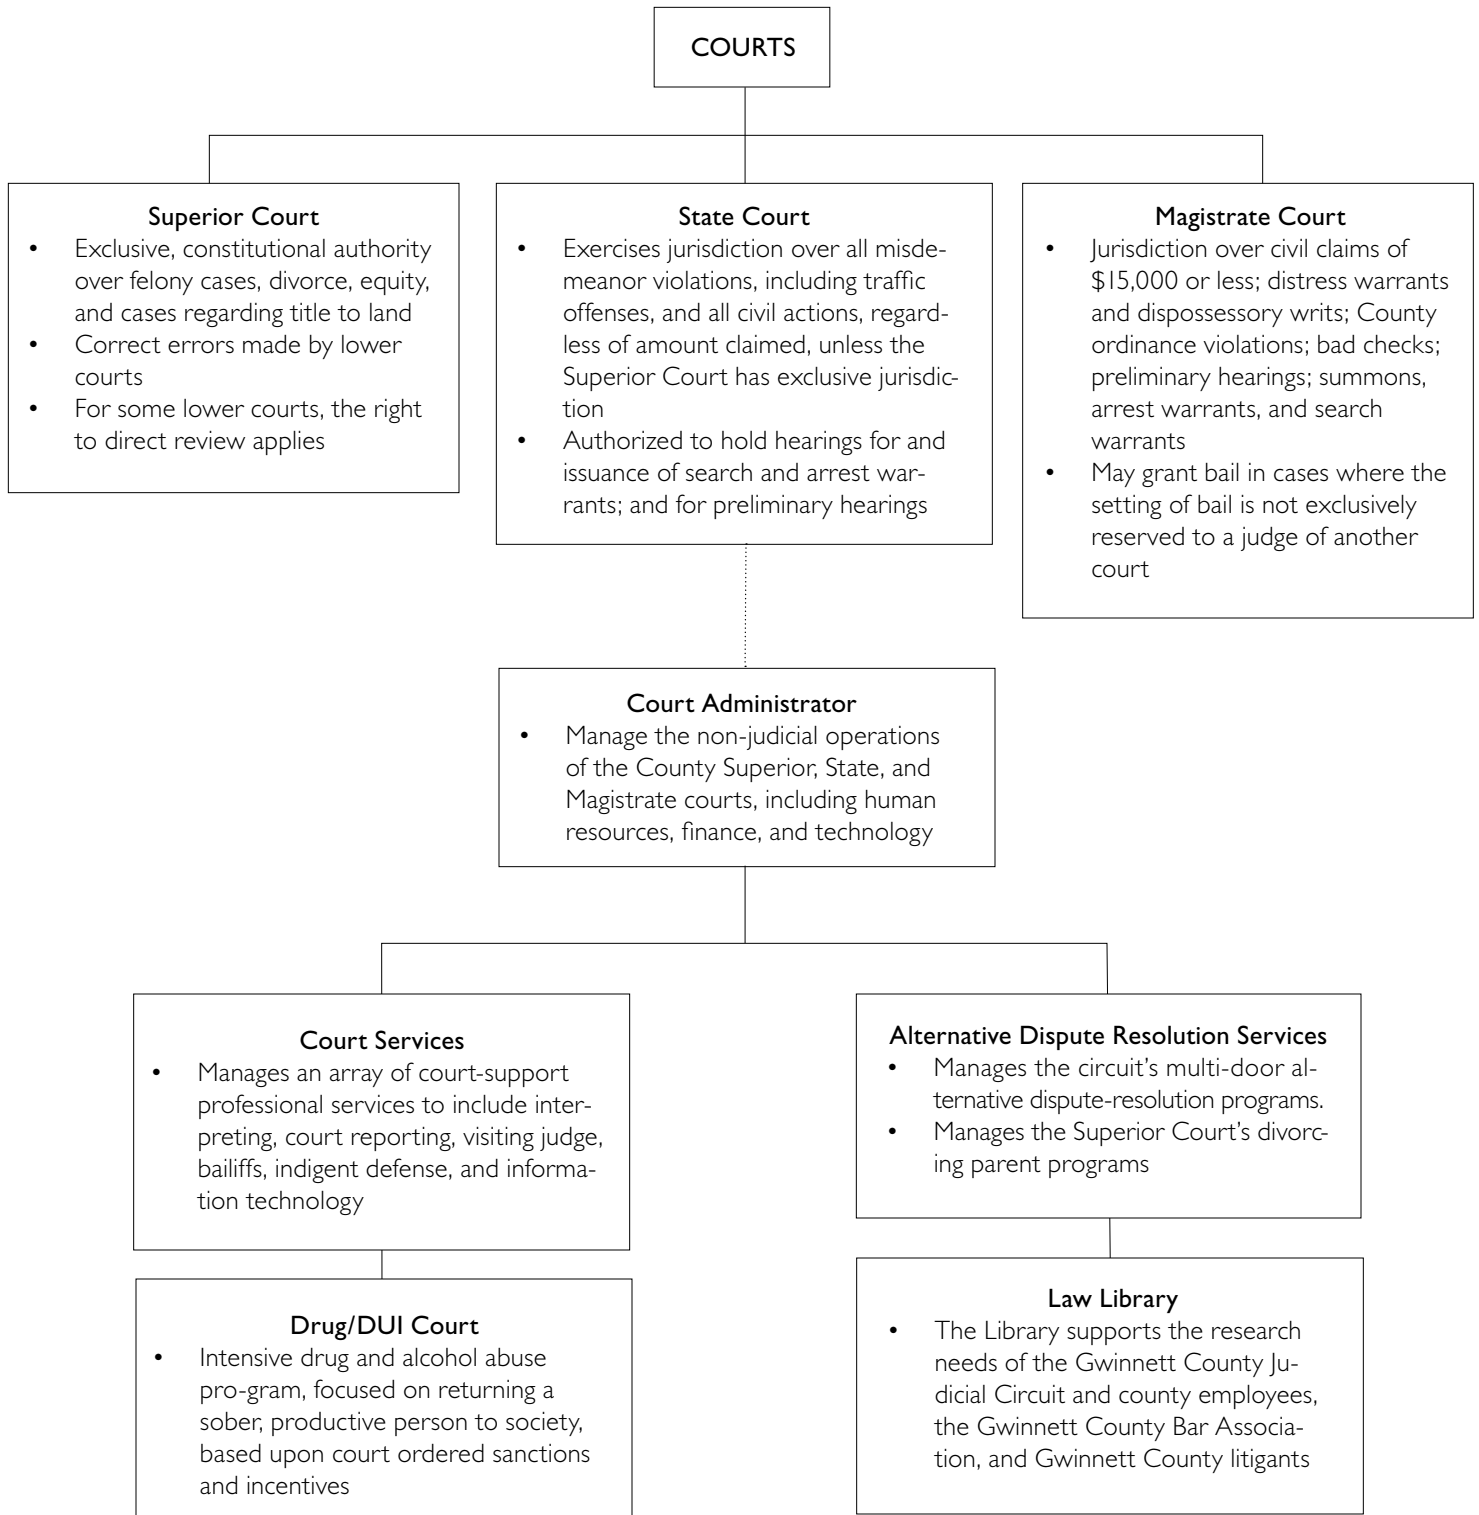 COURTS
Superior Court
• Exclusive, constitutional authority
over felony cases, divorce, equity,
and cases regarding title to land
• Correct errors made by lower
courts
• For some lower courts, the right
to direct review applies
State Court
• Exercises jurisdiction over all misde-
meanor violations, including traffic
offenses, and all civil actions, regard-
less of amount claimed, unless the
Superior Court has exclusive jurisdic-
tion
• Authorized to hold hearings for and
issuance of search and arrest war-
rants; and for preliminary hearings
Magistrate Court
• Jurisdiction over civil claims of
$15,000 or less; distress warrants
and dispossessory writs; County
ordinance violations; bad checks;
preliminary hearings; summons,
arrest warrants, and search
warrants
• May grant bail in cases where the
setting of bail is not exclusively
reserved to a judge of another
court
Court Administrator
• Manage the non-judicial operations
of the County Superior, State, and
Magistrate courts, including human
resources, finance, and technology
Court Services
• Manages an array of court-support
professional services to include inter-
preting, court reporting, visiting judge,
bailiffs, indigent defense, and informa-
tion technology
Alternative Dispute Resolution Services
• Manages the circuit's multi-door al-
ternative dispute-resolution programs.
• Manages the Superior Court's divorc-
ing parent programs
Drug/DUI Court
• Intensive drug and alcohol abuse
pro-gram, focused on returning a
sober, productive person to society,
based upon court ordered sanctions
and incentives
Law Library
• The Library supports the research
needs of the Gwinnett County Ju-
dicial Circuit and county employees,
the Gwinnett County Bar Associa-
tion, and Gwinnett County litigants